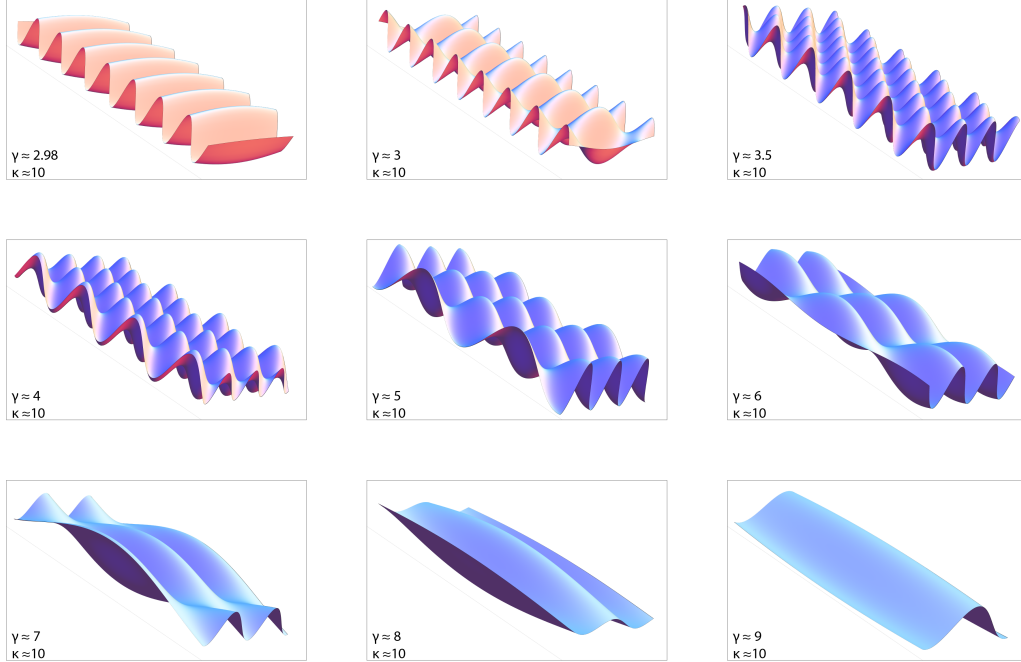 γ ≈ 2.98
κ ≈10
γ ≈ 3
κ ≈10
γ ≈ 3.5
κ ≈10
γ ≈ 4
κ ≈10
γ ≈ 5
κ ≈10
γ ≈ 6
κ ≈10
γ ≈ 7
κ ≈10
γ ≈ 8
κ ≈10
γ ≈ 9
κ ≈10